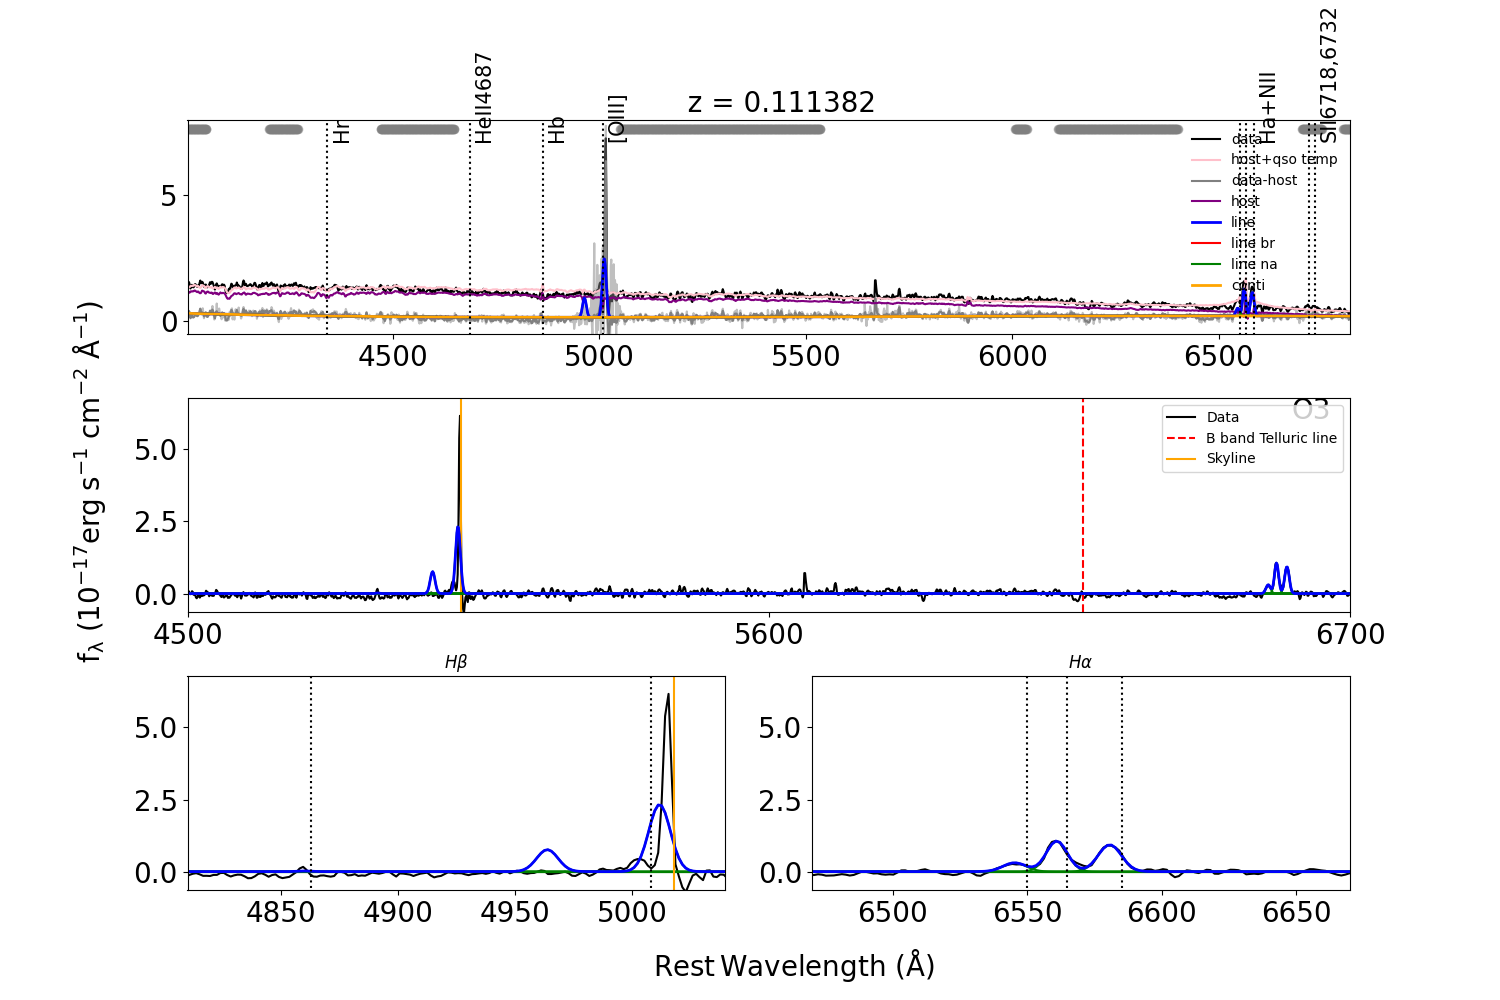 z = 0.111382
Hr
HeII4687
Hb
[OIII]
Ha+NII
SII6718,6732
data
host+qso temp
data-host
host
line
line br
line na
conti
5
0
4500
5000
5500
6000
6500
f_λ (10^−17 erg s^−1 cm^−2 Å^−1)
O3
Data
B band Telluric line
Skyline
5.0
2.5
0.0
4500
5600
6700
Hβ
5.0
2.5
0.0
4850
4900
4950
5000
Hα
5.0
2.5
0.0
6500
6550
6600
6650
Rest Wavelength (Å)